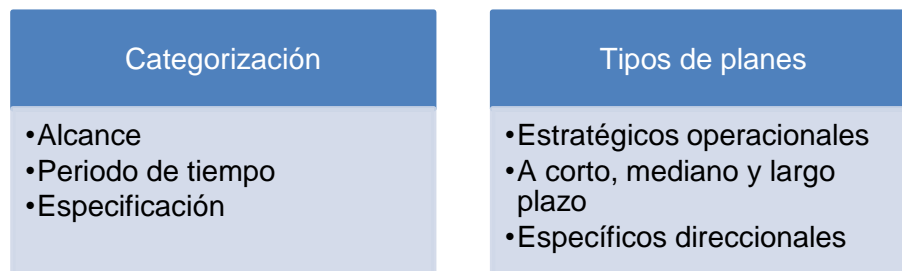 Categorización
•Alcance
•Periodo de tiempo
•Especificación
Tipos de planes
•Estratégicos operacionales
•A corto, mediano y largo
plazo
•Específicos direccionales